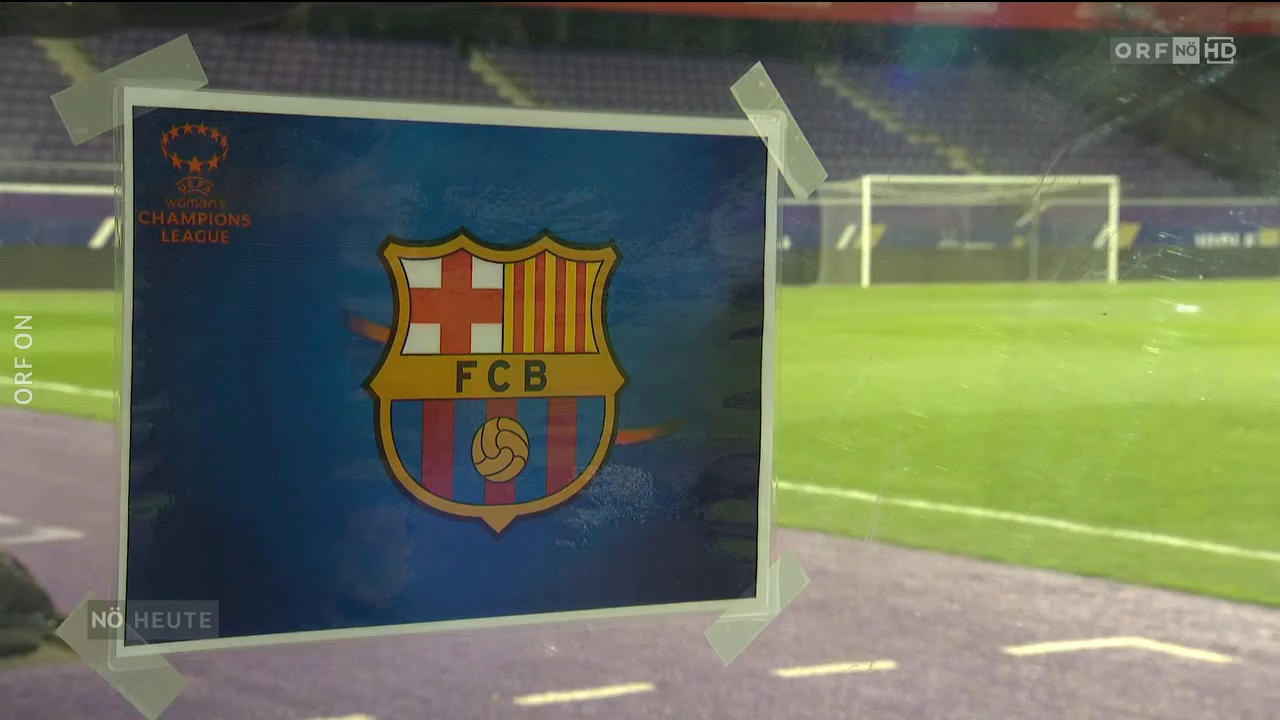 ORF NÖ HD
UEFA
women's
CHAMPIONS
LEAGUE
FCB
ORF ON
NÖ HEUTE